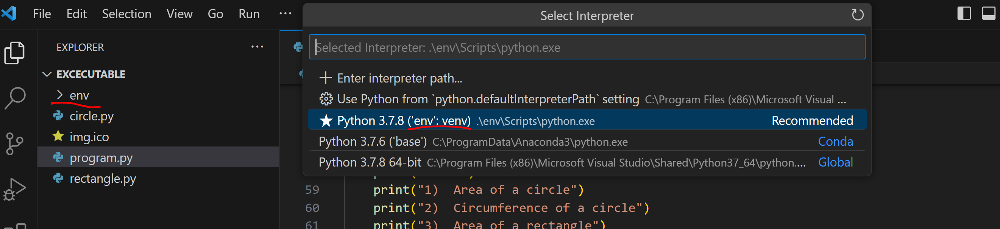 File Edit Selection View Go Run ...
Select Interpreter
EXPLORER ...
Selected Interpreter: .\env\Scripts\python.exe
EXCECUTABLE
env
circle.py
img.ico
program.py
rectangle.py
Enter interpreter path...
Use Python from `python.defaultInterpreterPath` setting C:\Program Files (x86)\Microsoft Visual ...
Python 3.7.8 ('env': venv) .\env\Scripts\python.exe Recommended
Python 3.7.6 ('base') C:\ProgramData\Anaconda3\python.exe Conda
Python 3.7.8 64-bit C:\Program Files (x86)\Microsoft Visual Studio\Shared\Python37_64\python.... Global
59 print("1) Area of a circle")
60 print("2) Circumference of a circle")
61 print("3) Area of a rectangle")